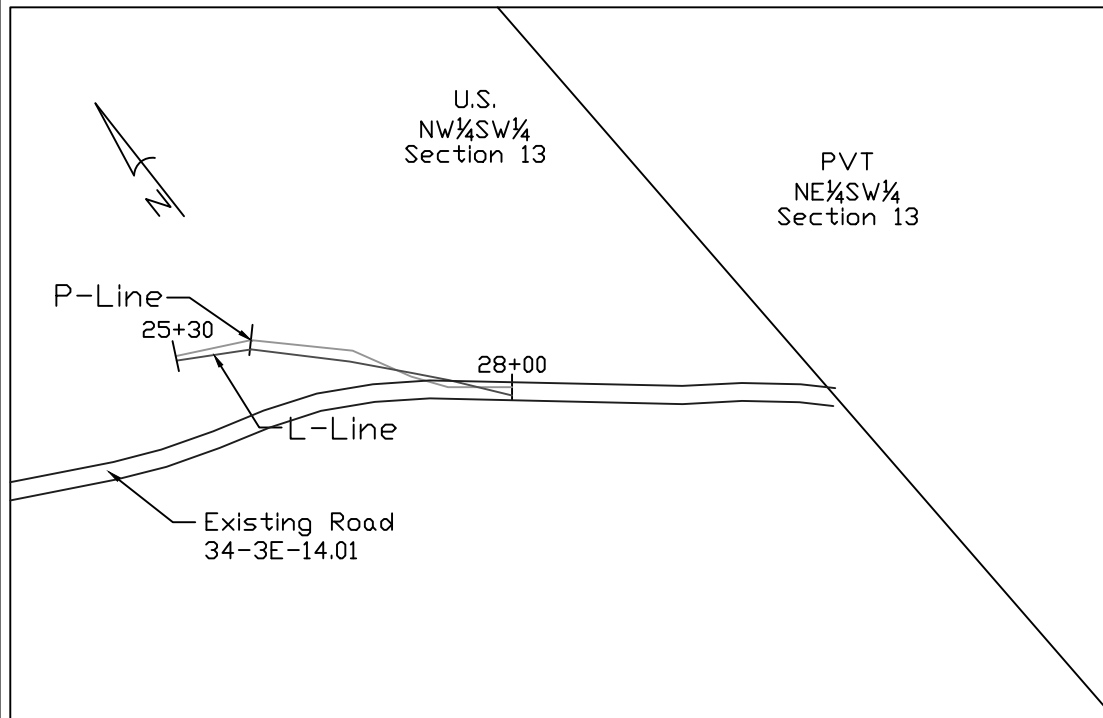 U.S.
NW¼SW¼
Section 13
PVT
NE¼SW¼
Section 13
N
P-Line
25+30
28+00
L-Line
Existing Road
34-3E-14.01